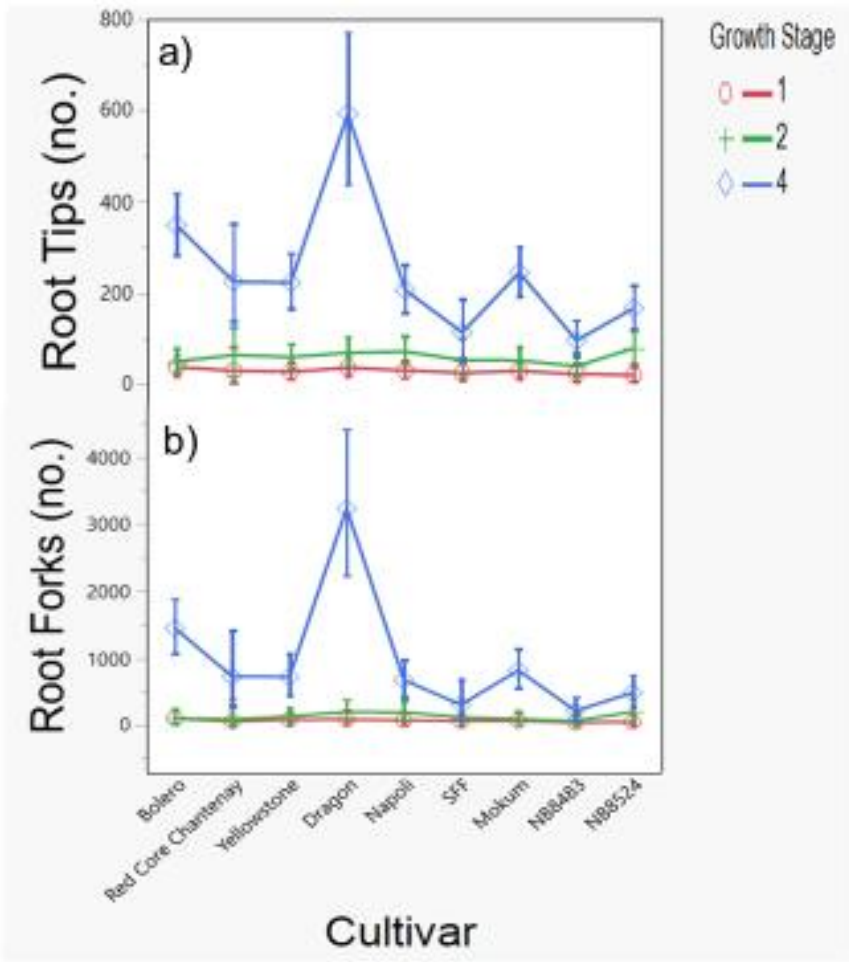 a)
Root Tips (no.)
800
600
400
200
0
Growth Stage
1
2
4
b)
Root Forks (no.)
4000
3000
2000
1000
0
Bolero
Red Core Chantenay
Yellowstone
Dragon
Napoli
SFF
Mokum
NB8483
NB8524
Cultivar